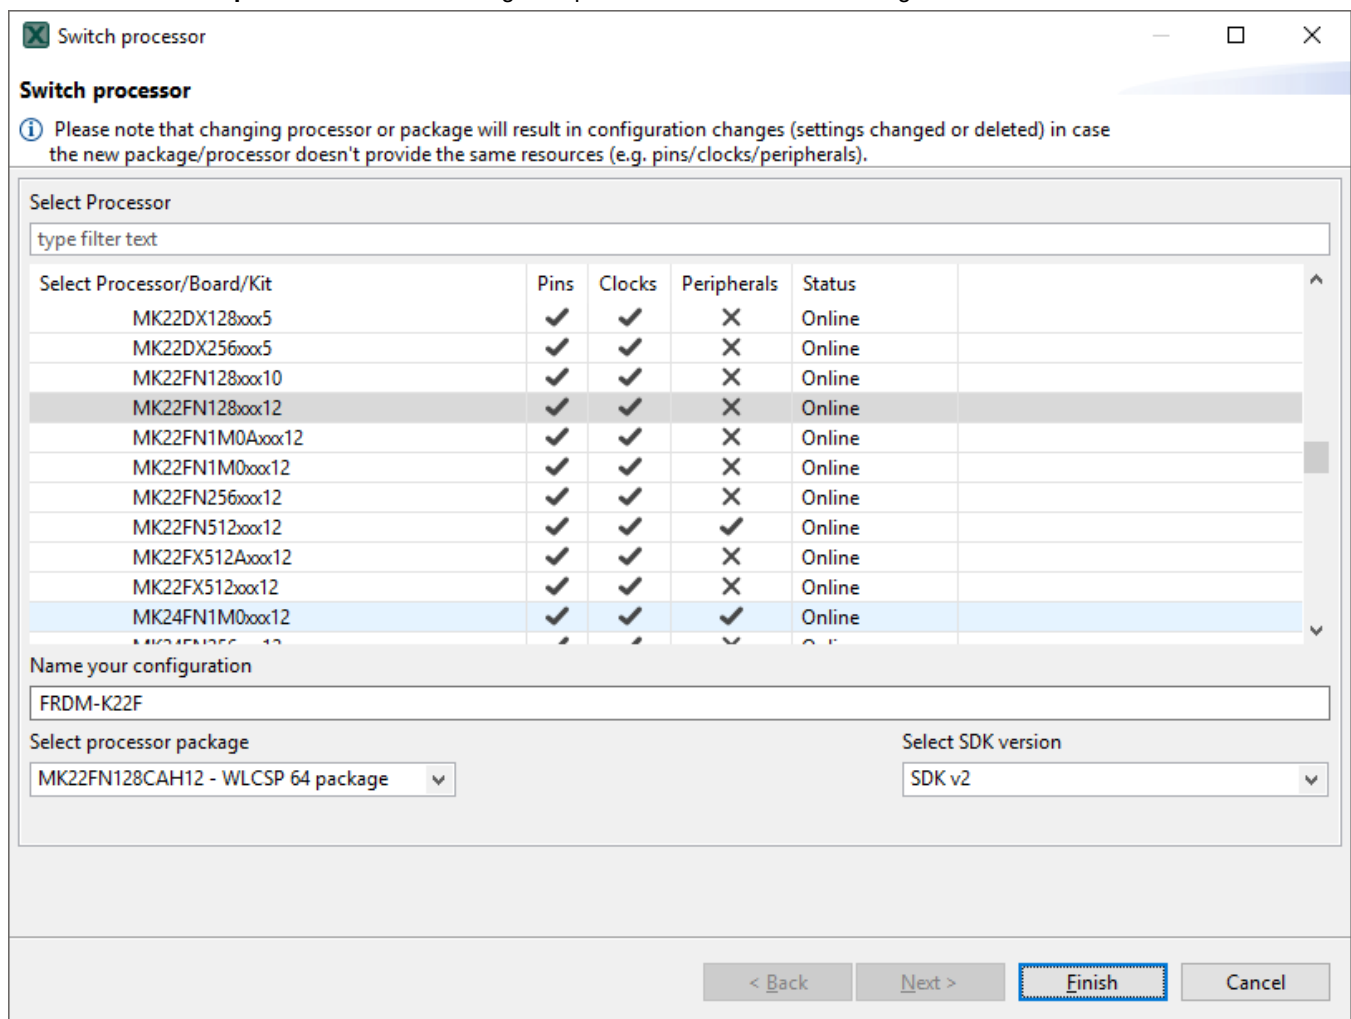 Switch processor
Switch processor
Please note that changing processor or package will result in configuration changes (settings changed or deleted) in case
the new package/processor doesn't provide the same resources (e.g. pins/clocks/peripherals).
Select Processor
type filter text
Select Processor/Board/Kit Pins Clocks Peripherals Status
MK22DX128xxx5 Online
MK22DX256xxx5 Online
MK22FN128xxx10 Online
MK22FN128xxx12 Online
MK22FN1M0Axxx12 Online
MK22FN1M0xxx12 Online
MK22FN256xxx12 Online
MK22FN512xxx12 Online
MK22FX512Axxx12 Online
MK22FX512xxx12 Online
MK24FN1M0xxx12 Online
Name your configuration
FRDM-K22F
Select processor package Select SDK version
MK22FN128CAH12 - WLCSP 64 package SDK v2
< Back Next > Finish Cancel